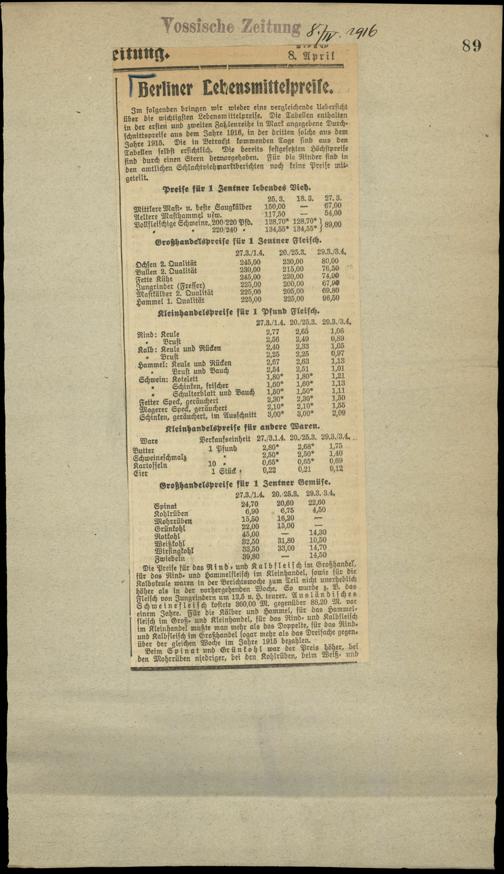 Vossische Zeitung 8./IV. 1916
89
eitung.
8. April
Berliner Lebensmittelpreise.
Im folgenden bringen wir wieder eine vergleichende Uebersicht
über die wichtigsten Lebensmittelpreise. Die Tabellen enthalten
in der ersten und zweiten Zahlenreihe in Mark angegebene Durch-
schnittspreise aus dem Jahre 1916, in der dritten solche aus dem
Jahre 1915. Die in Betracht kommenden Tage sind aus den
Tabellen selbst ersichtlich. Die bereits festgesetzten Höchstpreise
sind durch einen Stern hervorgehoben. Für die Rinder sind in
den amtlichen Schlachtviehmarktberichten noch keine Preise mit-
geteilt.
Preise für 1 Zentner lebendes Vieh.
25. 3. 18. 3. 27. 3.
Mittlere Mast- u. beste Saugkälber 150,00 — 67,00
Aeltere Masthammel usw. 117,50 — 54,00
Vollfleischige Schweine, 200/220 Pfd. 128,70* 128,70* } 89,00
" " 220/240 " 134,55* 134,55*
Großhandelspreise für 1 Zentner Fleisch.
27.3./1.4. 20./25.3. 29.3./3.4.
Ochsen 2. Qualität 245,00 230,00 80,00
Bullen 2. Qualität 230,00 215,00 76,50
Fette Kühe 245,00 230,00 74,00
Jungrinder (Fresser) 225,00 200,00 67,90
Mastkälber 2. Qualität 225,00 205,00 69,80
Hammel 1. Qualität 225,00 225,00 96,50
Kleinhandelspreise für 1 Pfund Fleisch.
27.3./1.4. 20./25.3. 29.3./3.4.
Rind: Keule 2,77 2,65 1,06
" Brust 2,56 2,49 0,89
Kalb: Keule und Rücken 2,40 2,33 1,05
" Brust 2,25 2,25 0,97
Hammel: Keule und Rücken 2,67 2,63 1,13
" Brust und Bauch 2,54 2,51 1,01
Schwein: Kotelett 1,80* 1,80* 1,21
" Schinken, frischer 1,60* 1,60* 1,13
" Schulterblatt und Bauch 1,50* 1,50* 1,11
Fetter Speck, geräuchert 2,30* 2,30* 1,50
Magerer Speck, geräuchert 2,10* 2,10* 1,55
Schinken, geräuchert, im Ausschnitt 3,00* 3,00* 2,09
Kleinhandelspreise für andere Waren.
Ware Verkaufseinheit 27./3.1.4. 20./25.3. 29.3./3.4.
Butter 1 Pfund 2,80* 2,68* 1,75
Schweineschmalz " 2,50* 2,50* 1,40
Kartoffeln 10 " 0,65* 0,65* 0,69
Eier 1 Stück 0,22 0,21 0,12
Großhandelspreise für 1 Zentner Gemüse.
27.3./1.4. 20./25.3. 29.3.-3.4.
Spinat 24,70 20,60 22,60
Kohlrüben 6,90 6,75 4,50
Mohrrüben 15,50 16,20 —
Grünkohl 22,00 15,00 —
Rotkohl 45,00 — 14,30
Weißkohl 32,50 31,80 10,50
Wirsingkohl 33,50 33,00 14,70
Zwiebeln 39,80 — 14,50
Die Preise für das Rind- und Kalbfleisch im Großhandel,
für das Rind- und Hammelfleisch im Kleinhandel, sowie für die
Kalbskeule waren in der Berichtswoche zum Teil nicht unerheblich
höher als in der vorhergehenden Woche. So wurde z. B. das
Fleisch von Jungrindern um 12,5 v. H. teurer. Ausländisches
Schweinefleisch kostete 360,00 M. gegenüber 88,20 M. vor
einem Jahre. Für die Kälber und Hammel, für das Hammel-
fleisch im Groß- und Kleinhandel, für das Rind- und Kalbfleisch
im Kleinhandel mußte man mehr als das Doppelte, für das Rind-
und Kalbfleisch im Großhandel sogar mehr als das Dreifache gegen-
über der gleichen Woche im Jahre 1915 bezahlen.
Beim Spinat und Grünkohl war der Preis höher, bei
den Mohrrüben niedriger, bei den Kohlrüben, beim Weiß- und